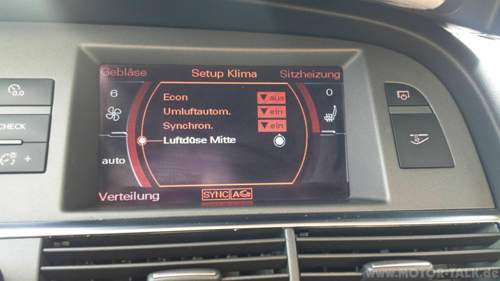 Gebläse Setup Klima Sitzheizung
6 Econ aus 0
Umluftautom. ein
Synchron. ein
CHECK
Luftdüse Mitte
auto
Verteilung SYNC AC
www.MOTOR-TALK.de